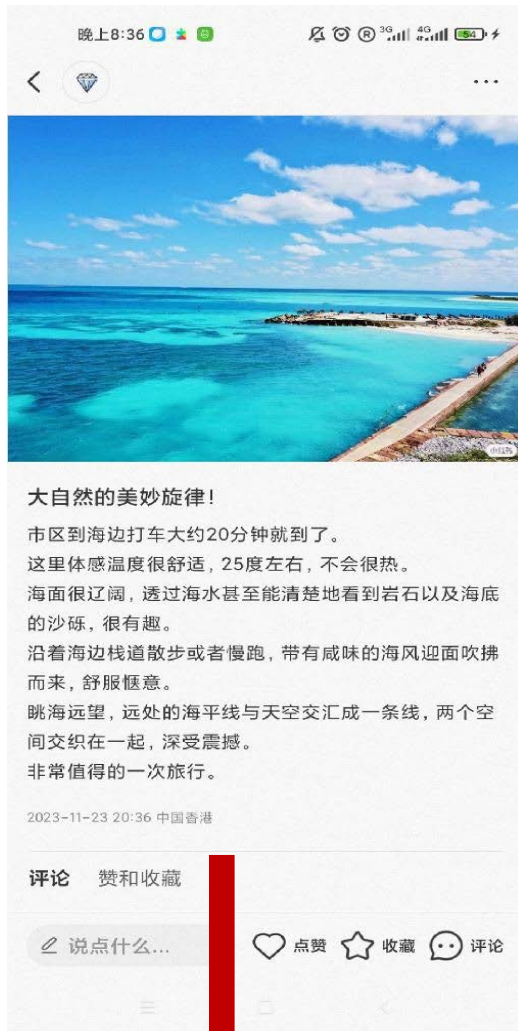 晚上8:36
3G 4G 54
小红书
大自然的美妙旋律!
市区到海边打车大约20分钟就到了。
这里体感温度很舒适,25度左右,不会很热。
海面很辽阔,透过海水甚至能清楚地看到岩石以及海底
的沙砾,很有趣。
沿着海边栈道散步或者慢跑,带有咸味的海风迎面吹拂
而来,舒服惬意。
眺海远望,远处的海平线与天空交汇成一条线,两个空
间交织在一起,深受震撼。
非常值得的一次旅行。
2023-11-23 20:36 中国香港
评论 赞和收藏
说点什么... 点赞 收藏 评论